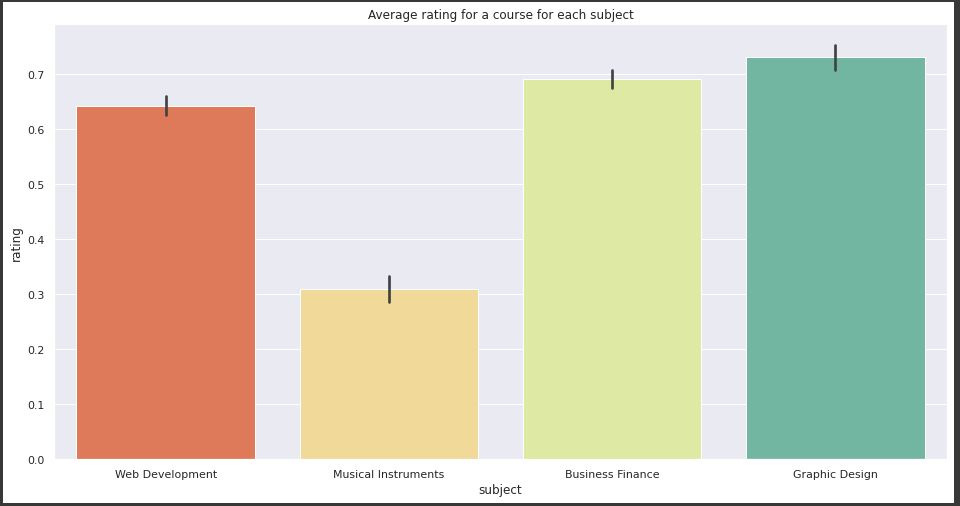 Average rating for a course for each subject
rating
0.7
0.6
0.5
0.4
0.3
0.2
0.1
0.0
Web Development Musical Instruments Business Finance Graphic Design
subject